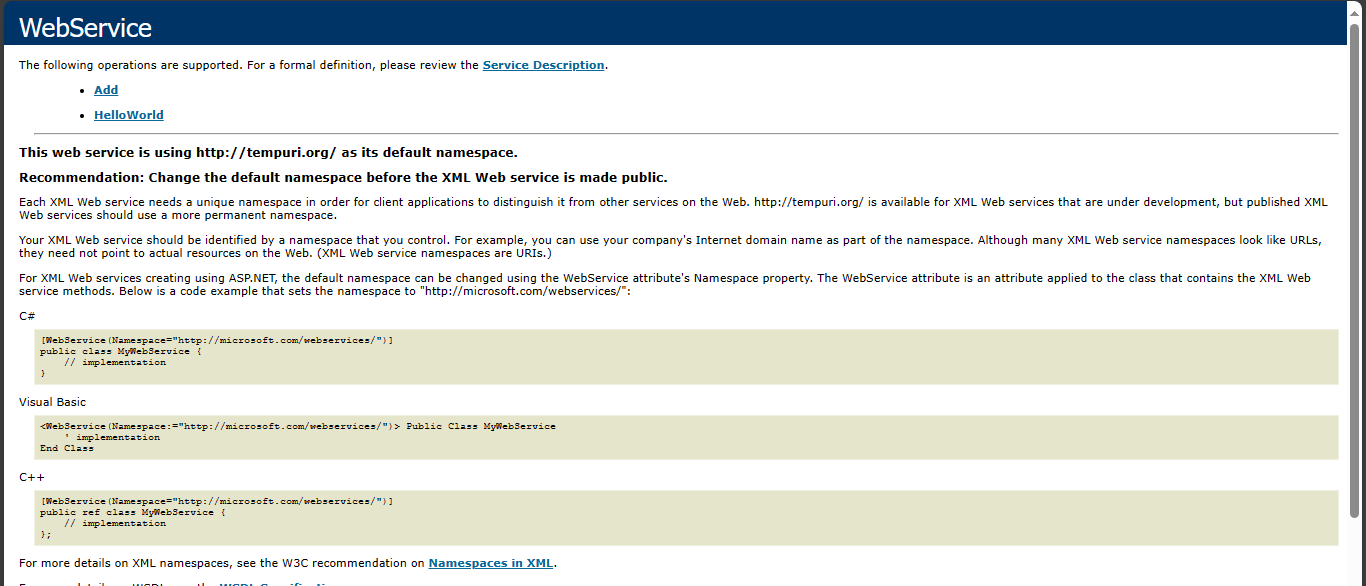 WebService
The following operations are supported. For a formal definition, please review the Service Description.
Add
HelloWorld
This web service is using http://tempuri.org/ as its default namespace.
Recommendation: Change the default namespace before the XML Web service is made public.
Each XML Web service needs a unique namespace in order for client applications to distinguish it from other services on the Web. http://tempuri.org/ is available for XML Web services that are under development, but published XML
Web services should use a more permanent namespace.
Your XML Web service should be identified by a namespace that you control. For example, you can use your company's Internet domain name as part of the namespace. Although many XML Web service namespaces look like URLs,
they need not point to actual resources on the Web. (XML Web service namespaces are URIs.)
For XML Web services creating using ASP.NET, the default namespace can be changed using the WebService attribute's Namespace property. The WebService attribute is an attribute applied to the class that contains the XML Web
service methods. Below is a code example that sets the namespace to "http://microsoft.com/webservices/":
C#
[WebService(Namespace="http://microsoft.com/webservices/")]
public class MyWebService {
// implementation
}
Visual Basic
<WebService(Namespace:="http://microsoft.com/webservices/")> Public Class MyWebService
' implementation
End Class
C++
[WebService(Namespace="http://microsoft.com/webservices/")]
public ref class MyWebService {
// implementation
};
For more details on XML namespaces, see the W3C recommendation on Namespaces in XML.